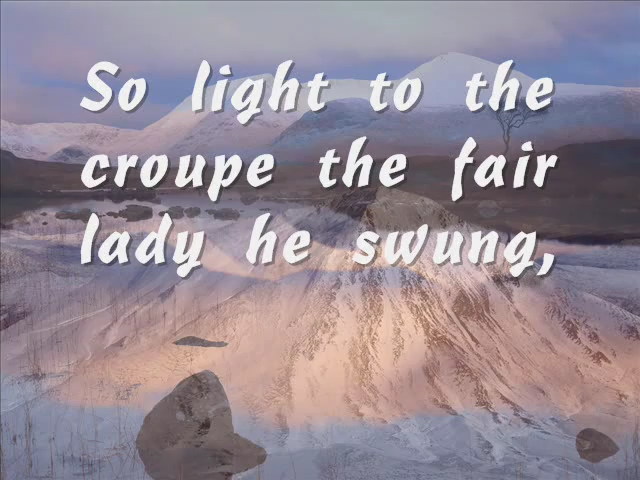 So light to the
croupe the fair
lady he swung,